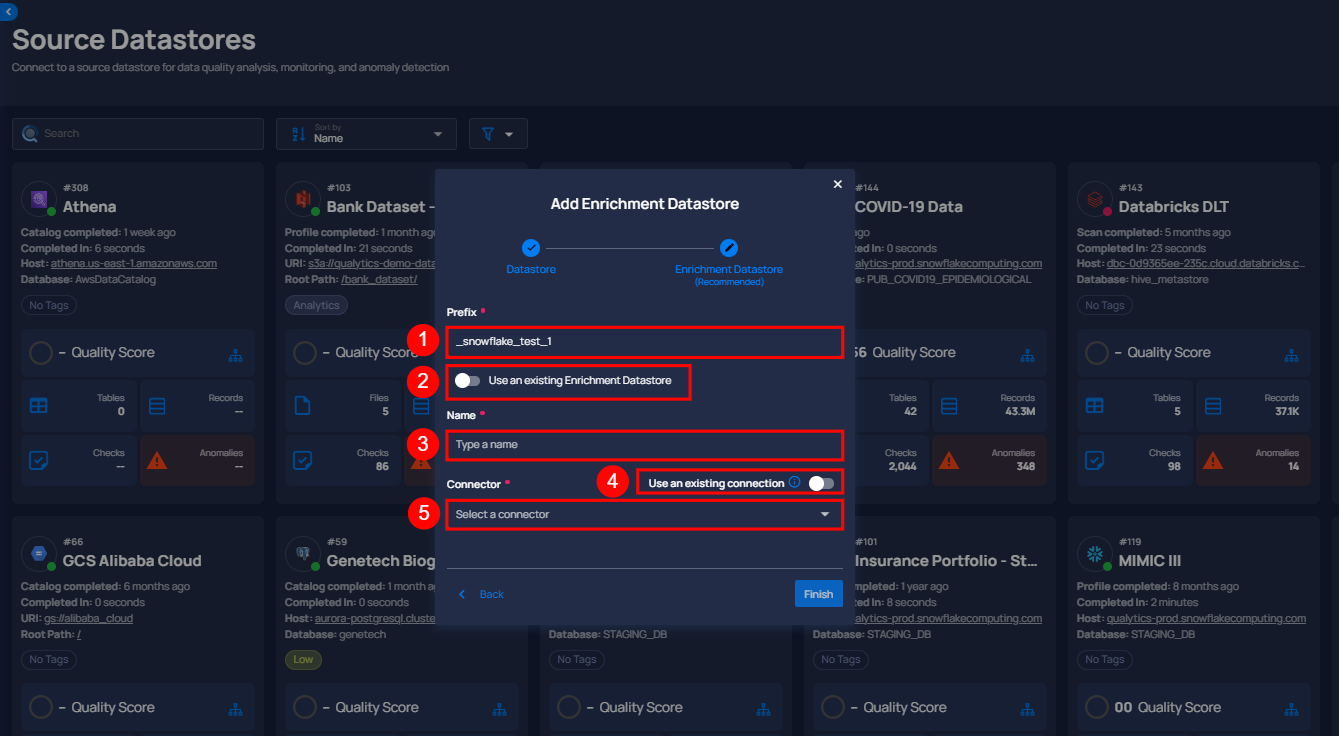 Source Datastores
Connect to a source datastore for data quality analysis, monitoring, and anomaly detection
Search
Sort by
Name
#308
Athena
Catalog completed: 1 week ago
Completed In: 6 seconds
Host: athena.us-east-1.amazonaws.com
Database: AwsDataCatalog
No Tags
– Quality Score
Tables
0
Records
--
Checks
--
Anomalies
--
#103
Bank Dataset -
Profile completed: 1 month ago
Completed In: 21 seconds
URI: s3a://qualytics-demo-data
Root Path: /bank_dataset/
Analytics
– Quality Score
Files
5
Checks
86
Add Enrichment Datastore
Datastore
Enrichment Datastore
(Recommended)
Prefix *
1
_snowflake_test_1
2
Use an existing Enrichment Datastore
Name *
3
Type a name
Connector *
4
Use an existing connection
5
Select a connector
Back
Finish
#144
COVID-19 Data
ago
In: 0 seconds
alytics-prod.snowflakecomputing.com
e: PUB_COVID19_EPIDEMIOLOGICAL
56 Quality Score
Tables
42
Records
43.3M
Checks
2,044
Anomalies
348
#143
Databricks DLT
Scan completed: 5 months ago
Completed In: 23 seconds
Host: dbc-0d9365ee-235c.cloud.databricks.c...
Database: hive_metastore
No Tags
– Quality Score
Tables
5
Records
37.1K
Checks
98
Anomalies
14
#66
GCS Alibaba Cloud
Catalog completed: 6 months ago
Completed In: 0 seconds
URI: gs://alibaba_cloud
Root Path: /
No Tags
– Quality Score
#59
Genetech Biog
Catalog completed: 1 month a
Completed In: 0 seconds
Host: aurora-postgresql.cluste
Database: genetech
Low
– Quality Score
Database: STAGING_DB
No Tags
– Quality Score
#101
Insurance Portfolio - St...
mpleted: 1 year ago
ed In: 8 seconds
alytics-prod.snowflakecomputing.com
Database: STAGING_DB
No Tags
– Quality Score
#119
MIMIC III
Profile completed: 8 months ago
Completed In: 2 minutes
Host: qualytics-prod.snowflakecomputing.com
Database: STAGING_DB
No Tags
00 Quality Score